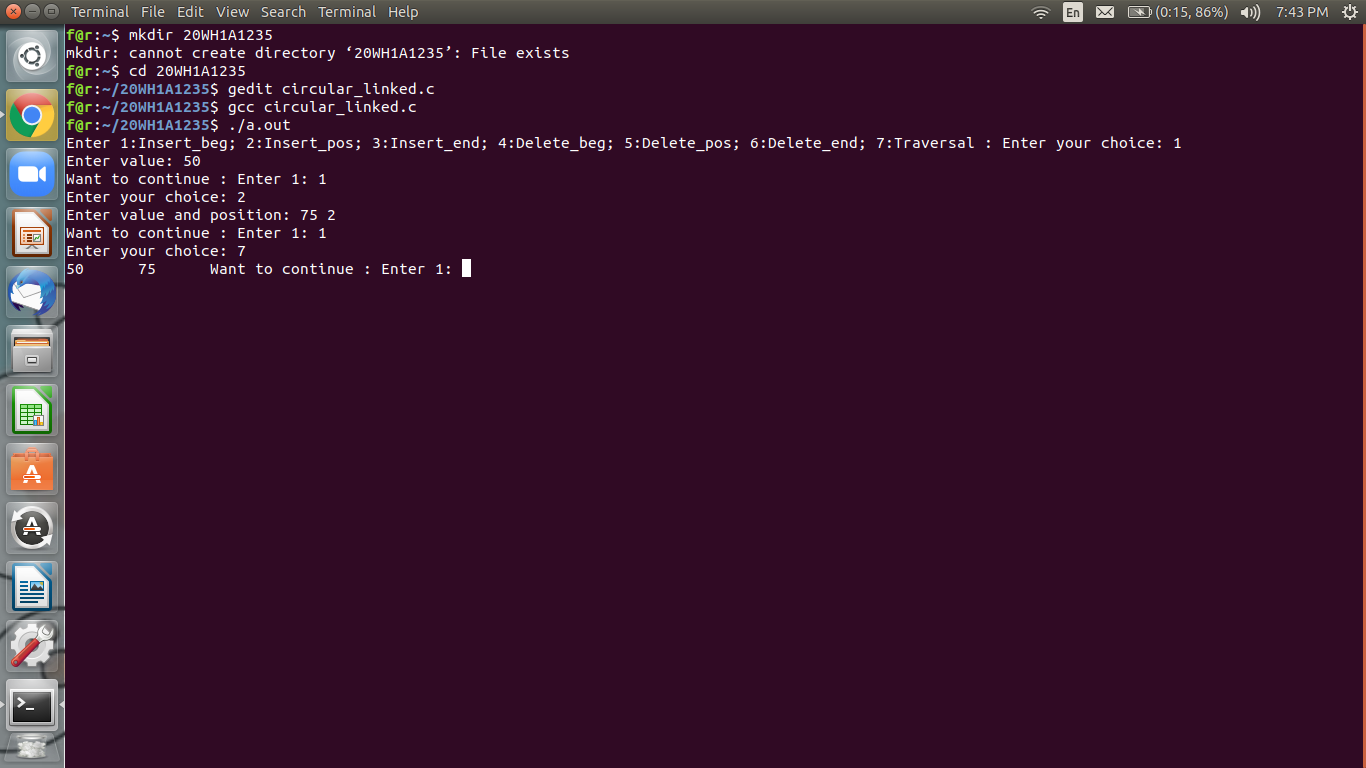 Terminal File Edit View Search Terminal Help En (0:15, 86%) 7:43 PM
f@r:~$ mkdir 20WH1A1235
mkdir: cannot create directory ‘20WH1A1235’: File exists
f@r:~$ cd 20WH1A1235
f@r:~/20WH1A1235$ gedit circular_linked.c
f@r:~/20WH1A1235$ gcc circular_linked.c
f@r:~/20WH1A1235$ ./a.out
Enter 1:Insert_beg; 2:Insert_pos; 3:Insert_end; 4:Delete_beg; 5:Delete_pos; 6:Delete_end; 7:Traversal : Enter your choice: 1
Enter value: 50
Want to continue : Enter 1: 1
Enter your choice: 2
Enter value and position: 75 2
Want to continue : Enter 1: 1
Enter your choice: 7
50      75      Want to continue : Enter 1: